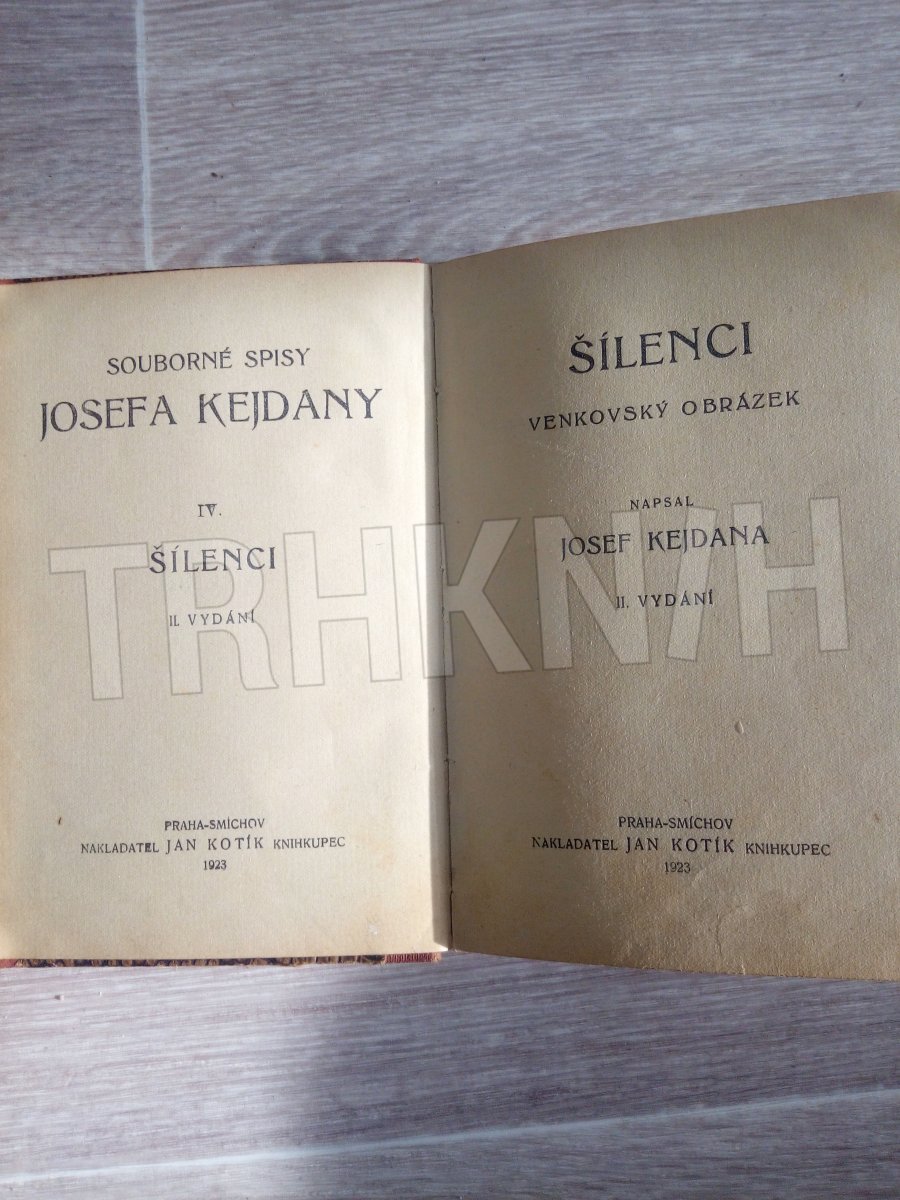 SOUBORNÉ SPISY
JOSEFA KEJDANY
IV.
ŠÍLENCI
II. VYDÁNÍ
PRAHA-SMÍCHOV
NAKLADATEL JAN KOTÍK KNIHKUPEC
1923
ŠÍLENCI
VENKOVSKÝ OBRÁZEK
NAPSAL
JOSEF KEJDANA
II. VYDÁNÍ
PRAHA-SMÍCHOV
NAKLADATEL JAN KOTÍK KNIHKUPEC
1923
TRHKNIH